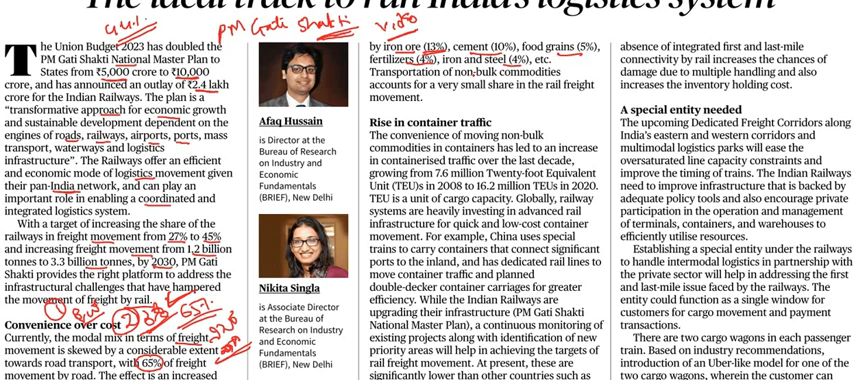 The ideal track to run India's logistics system
PM Gati Shakti
video
The Union Budget 2023 has doubled the
PM Gati Shakti National Master Plan to
States from ₹5,000 crore to ₹10,000
crore, and has announced an outlay of ₹2.4 lakh
crore for the Indian Railways. The plan is a
“transformative approach for economic growth
and sustainable development dependent on the
engines of roads, railways, airports, ports, mass
transport, waterways and logistics
infrastructure”. The Railways offer an efficient
and economic mode of logistics movement given
their pan-India network, and can play an
important role in enabling a coordinated and
integrated logistics system.
With a target of increasing the share of the
railways in freight movement from 27% to 45%
and increasing freight movement from 1.2 billion
tonnes to 3.3 billion tonnes, by 2030, PM Gati
Shakti provides the right platform to address the
infrastructural challenges that have hampered
the movement of freight by rail.
65%
Convenience over cost
Currently, the modal mix in terms of freight
movement is skewed by a considerable extent
towards road transport, with 65% of freight
movement by road. The effect is an increased
Afaq Hussain
is Director at the
Bureau of Research
on Industry and
Economic
Fundamentals
(BRIEF), New Delhi
Nikita Singla
is Associate Director
at the Bureau of
Research on Industry
and Economic
Fundamentals
(BRIEF), New Delhi
by iron ore (13%), cement (10%), food grains (5%),
fertilizers (4%), iron and steel (4%), etc.
Transportation of non-bulk commodities
accounts for a very small share in the rail freight
movement.
Rise in container traffic
The convenience of moving non-bulk
commodities in containers has led to an increase
in containerised traffic over the last decade,
growing from 7.6 million Twenty-foot Equivalent
Unit (TEU)s in 2008 to 16.2 million TEUs in 2020.
TEU is a unit of cargo capacity. Globally, railway
systems are heavily investing in advanced rail
infrastructure for quick and low-cost container
movement. For example, China uses special
trains to carry containers that connect significant
ports to the inland, and has dedicated rail lines to
move container traffic and planned
double-decker container carriages for greater
efficiency. While the Indian Railways are
upgrading their infrastructure (PM Gati Shakti
National Master Plan), a continuous monitoring of
existing projects along with identification of new
priority areas will help in achieving the targets of
rail freight movement. At present, these are
significantly lower than other countries such as
absence of integrated first and last-mile
connectivity by rail increases the chances of
damage due to multiple handling and also
increases the inventory holding cost.
A special entity needed
The upcoming Dedicated Freight Corridors along
India's eastern and western corridors and
multimodal logistics parks will ease the
oversaturated line capacity constraints and
improve the timing of trains. The Indian Railways
need to improve infrastructure that is backed by
adequate policy tools and also encourage private
participation in the operation and management
of terminals, containers, and warehouses to
efficiently utilise resources.
Establishing a special entity under the railways
to handle intermodal logistics in partnership with
the private sector will help in addressing the first
and last-mile issue faced by the railways. The
entity could function as a single window for
customers for cargo movement and payment
transactions.
There are two cargo wagons in each passenger
train. Based on industry recommendations,
introduction of an Uber-like model for one of the
two cargo wagons, wherein the customer can